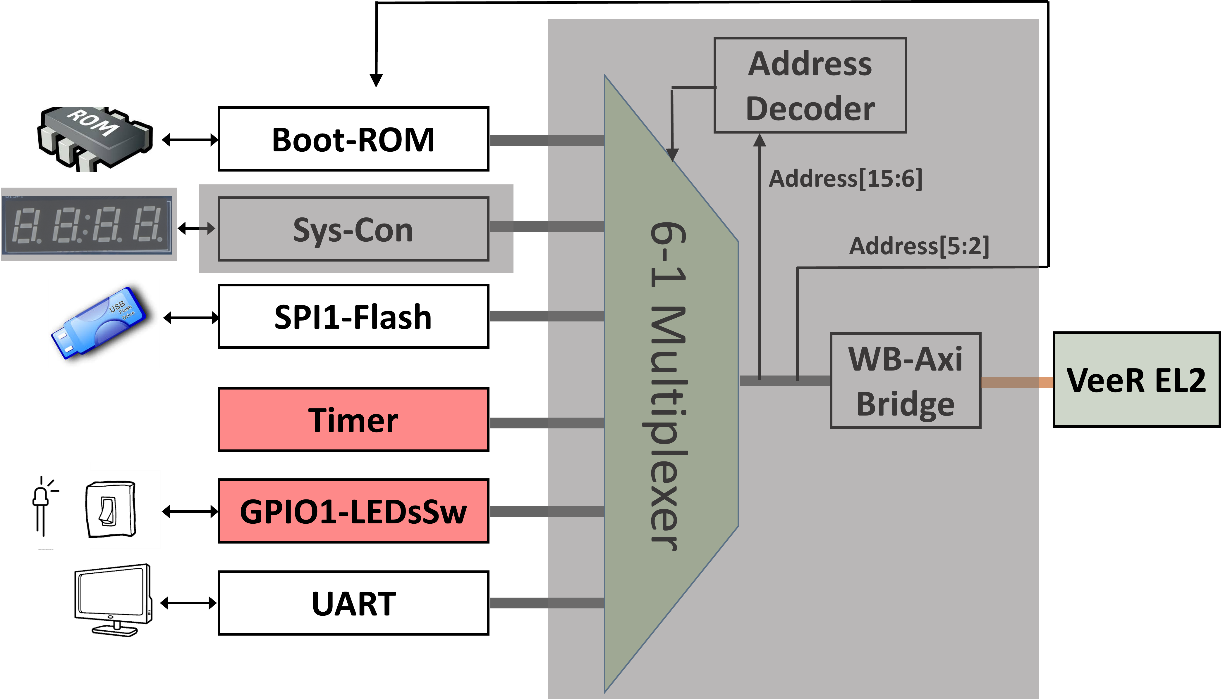 Address
Decoder
ROM
Boot-ROM
Address[15:6]
Sys-Con
Address[5:2]
6-1 Multiplexer
USB
SPI1-Flash
WB-Axi
Bridge
VeeR EL2
Timer
GPIO1-LEDsSw
UART